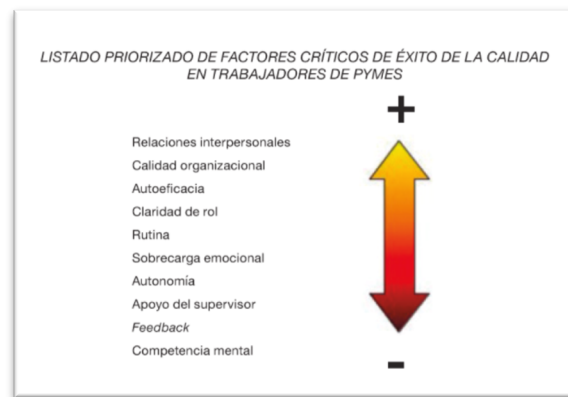 LISTADO PRIORIZADO DE FACTORES CRÍTICOS DE ÉXITO DE LA CALIDAD
EN TRABAJADORES DE PYMES
+
Relaciones interpersonales
Calidad organizacional
Autoeficacia
Claridad de rol
Rutina
Sobrecarga emocional
Autonomía
Apoyo del supervisor
Feedback
Competencia mental
-